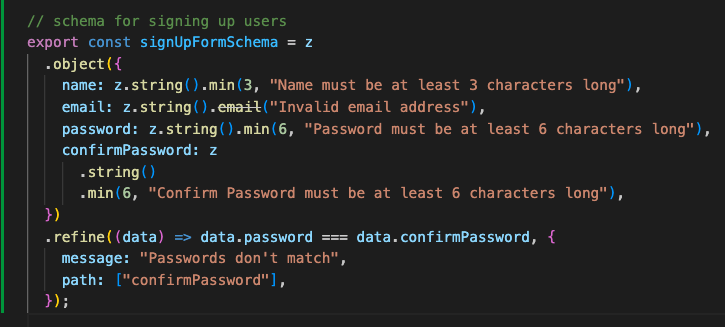 // schema for signing up users
export const signUpFormSchema = z
  .object({
    name: z.string().min(3, "Name must be at least 3 characters long"),
    email: z.string().email("Invalid email address"),
    password: z.string().min(6, "Password must be at least 6 characters long"),
    confirmPassword: z
      .string()
      .min(6, "Confirm Password must be at least 6 characters long"),
  })
  .refine((data) => data.password === data.confirmPassword, {
    message: "Passwords don't match",
    path: ["confirmPassword"],
  });